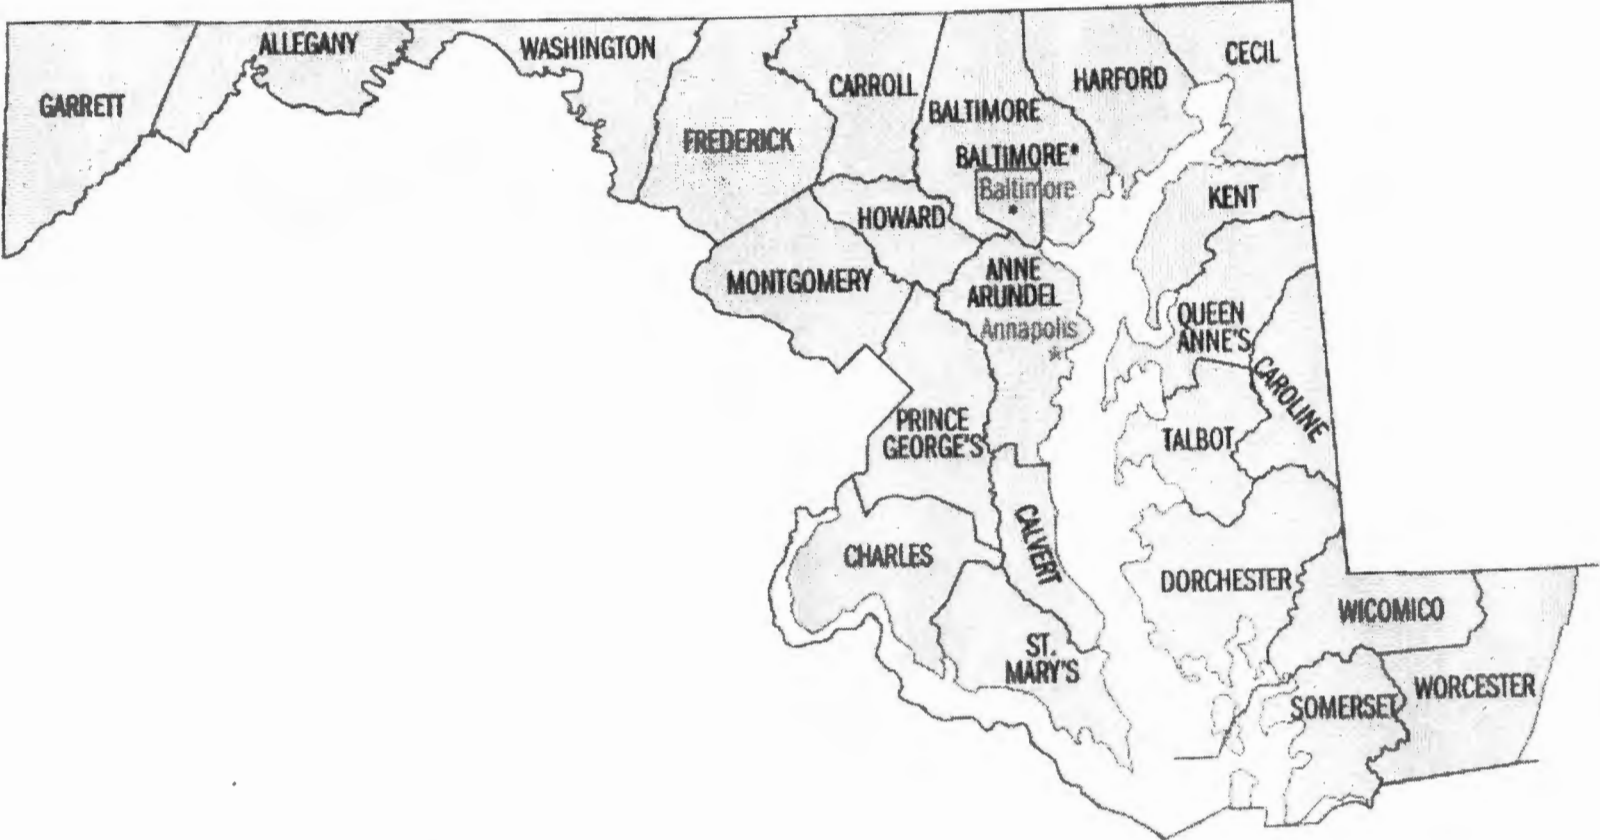 ALLEGANY
WASHINGTON
CECIL
GARRETT
CARROLL
HARFORD
BALTIMORE
FREDERICK
BALTIMORE*
Baltimore
KENT
HOWARD
MONTGOMERY
ANNE
ARUNDEL
Annapolis
QUEEN
ANNE'S
CAROLINE
PRINCE
GEORGE'S
TALBOT
CALVERT
CHARLES
DORCHESTER
WICOMICO
ST.
MARY'S
WORCESTER
SOMERSET